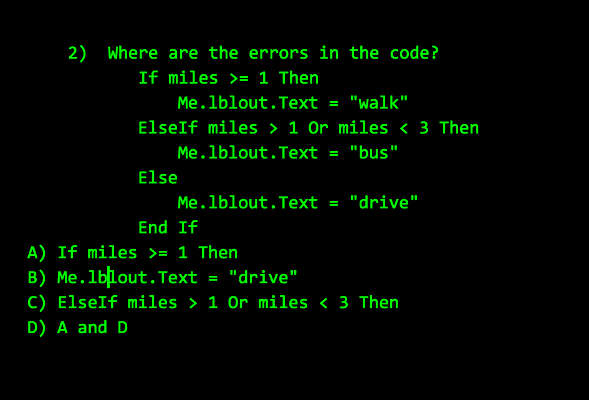 2) Where are the errors in the code?
If miles >= 1 Then
Me.lblout.Text = "walk"
ElseIf miles > 1 Or miles < 3 Then
Me.lblout.Text = "bus"
Else
Me.lblout.Text = "drive"
End If
A) If miles >= 1 Then
B) Me.lblout.Text = "drive"
C) ElseIf miles > 1 Or miles < 3 Then
D) A and D